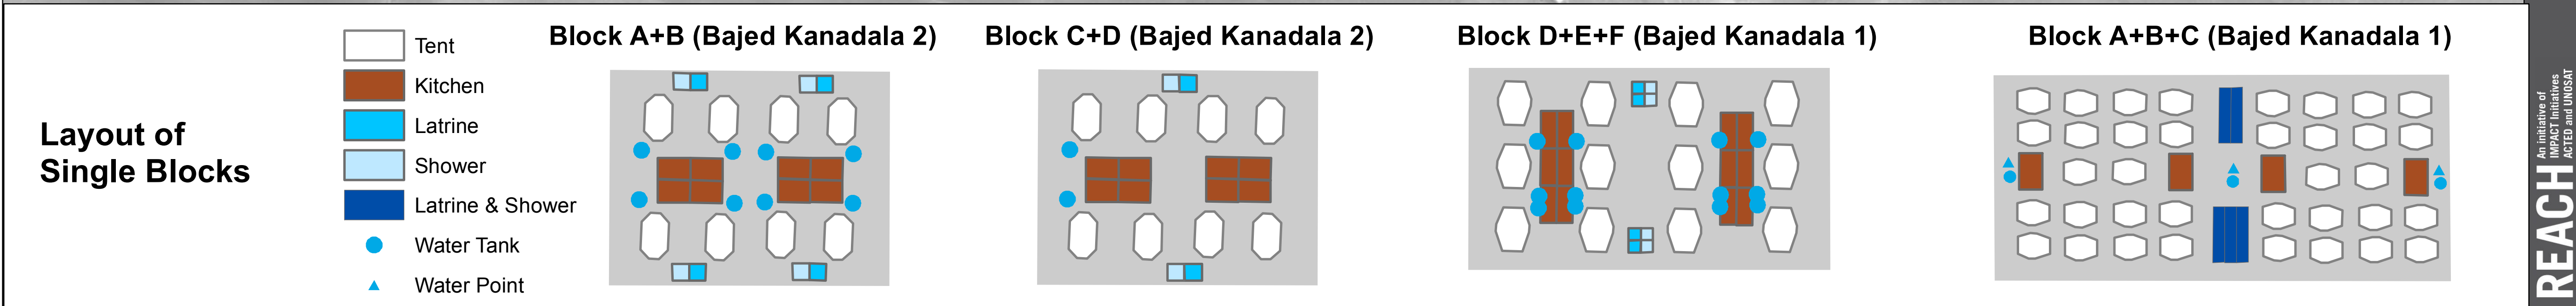 Layout of
Single Blocks
Tent
Kitchen
Latrine
Shower
Latrine & Shower
Water Tank
Water Point
Block A+B (Bajed Kanadala 2)
Block C+D (Bajed Kanadala 2)
Block D+E+F (Bajed Kanadala 1)
Block A+B+C (Bajed Kanadala 1)
REACH
An initiative of
IMPACT Initiatives
ACTED and UNOSAT